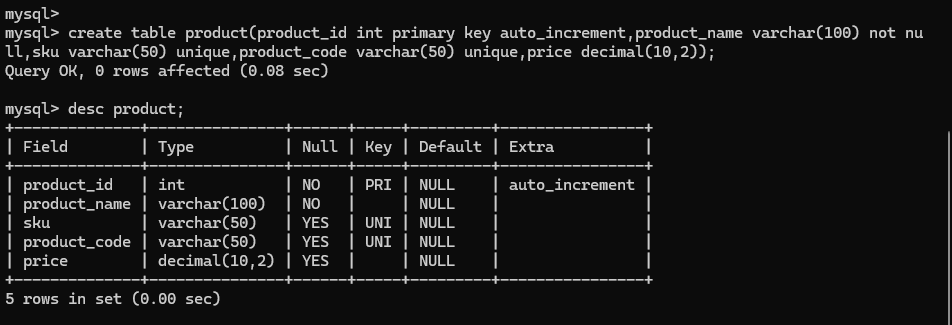 mysql>
mysql> create table product(product_id int primary key auto_increment,product_name varchar(100) not nu
ll,sku varchar(50) unique,product_code varchar(50) unique,price decimal(10,2));
Query OK, 0 rows affected (0.08 sec)

mysql> desc product;
+--------------+---------------+------+-----+---------+----------------+
| Field        | Type          | Null | Key | Default | Extra          |
+--------------+---------------+------+-----+---------+----------------+
| product_id   | int           | NO   | PRI | NULL    | auto_increment |
| product_name | varchar(100)  | NO   |     | NULL    |                |
| sku          | varchar(50)   | YES  | UNI | NULL    |                |
| product_code | varchar(50)   | YES  | UNI | NULL    |                |
| price        | decimal(10,2) | YES  |     | NULL    |                |
+--------------+---------------+------+-----+---------+----------------+
5 rows in set (0.00 sec)